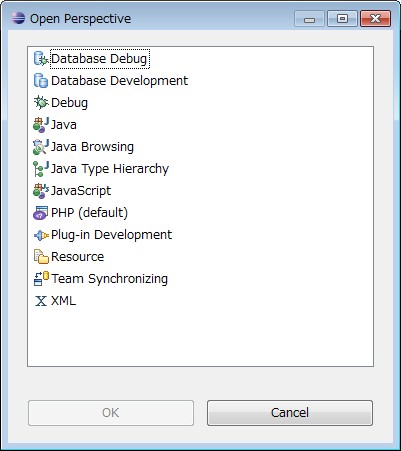 Open Perspective
Database Debug
Database Development
Debug
Java
Java Browsing
Java Type Hierarchy
JavaScript
PHP (default)
Plug-in Development
Resource
Team Synchronizing
XML
OK
Cancel